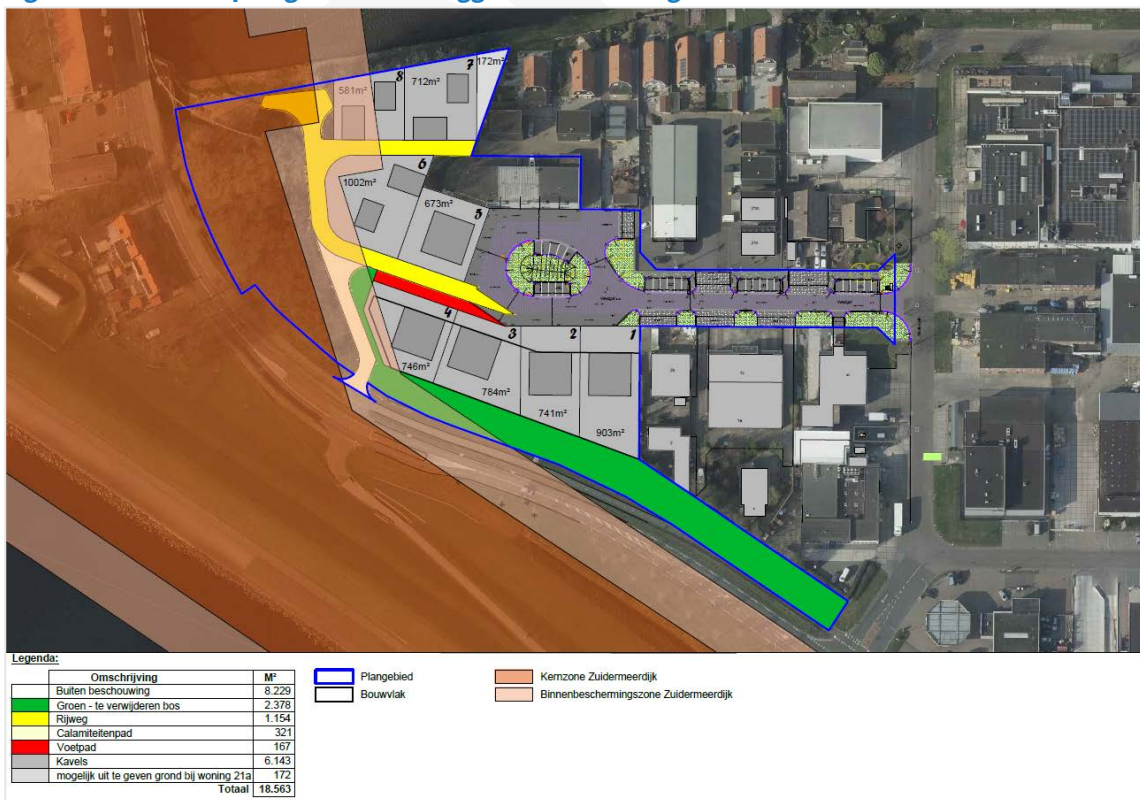 8
7
172m²
712m²
581m²
6
1002m²
673m²
5
4
3
2
1
746m²
784m²
741m²
903m²
Legenda:
Omschrijving M²
Buiten beschouwing 8.229
Groen - te verwijderen bos 2.378
Rijweg 1.154
Calamiteitenpad 321
Voetpad 167
Kavels 6.143
mogelijk uit te geven grond bij woning 21a 172
Totaal 18.563
Plangebied
Bouwvlak
Kernzone Zuidermeerdijk
Binnenbeschermingszone Zuidermeerdijk